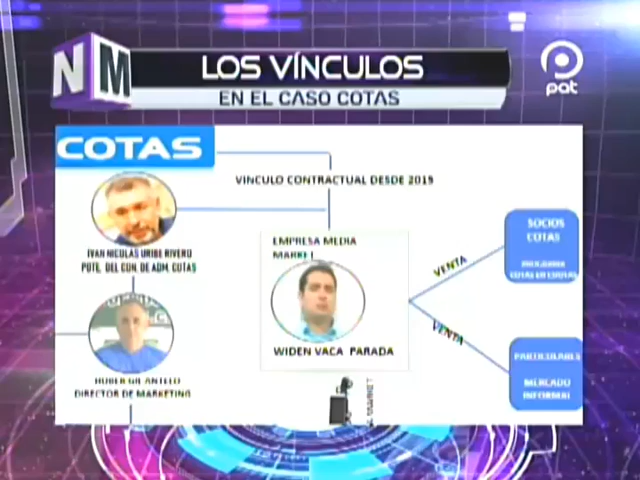 NM
LOS VÍNCULOS
EN EL CASO COTAS
pat
COTAS
VINCULO CONTRACTUAL DESDE 2015
IVAN NICOLAS URIBE RIVERO
PDTE. DEL CON. DE ADM. COTAS
DIRECTOR DE MARKETING
EMPRESA MEDIA
MARKET
WIDEN VACA PARADA
VENTA
VENTA
SOCIOS
COTAS
PARTICULARES
MERCADO
INFORMAL